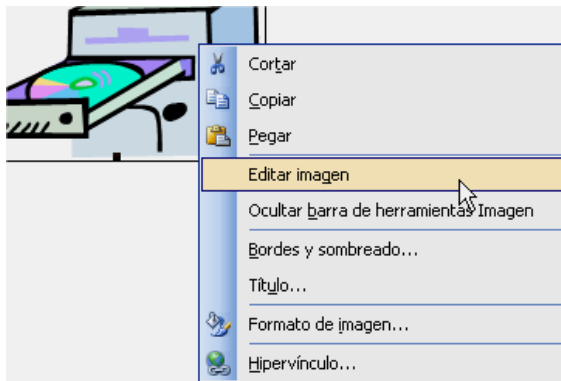 Cortar
Copiar
Pegar
Editar imagen
Ocultar barra de herramientas Imagen
Bordes y sombreado...
Título...
Formato de imagen...
Hipervínculo...